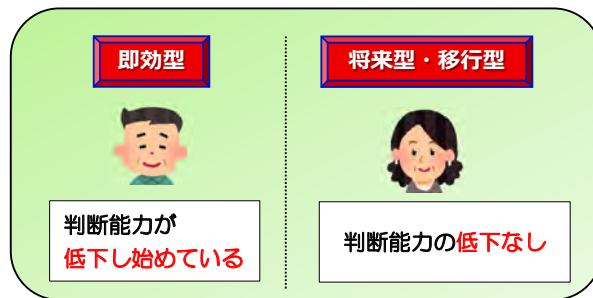 即効型
判断能力が
低下し始めている
将来型・移行型
判断能力の低下なし